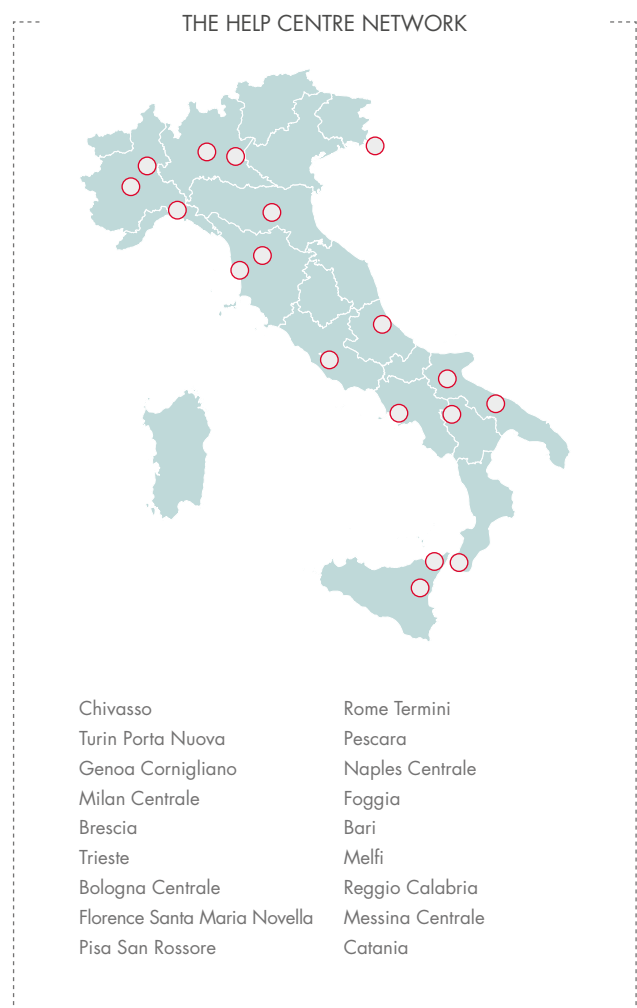 THE HELP CENTRE NETWORK
Chivasso
Turin Porta Nuova
Genoa Cornigliano
Milan Centrale
Brescia
Trieste
Bologna Centrale
Florence Santa Maria Novella
Pisa San Rossore
Rome Termini
Pescara
Naples Centrale
Foggia
Bari
Melfi
Reggio Calabria
Messina Centrale
Catania